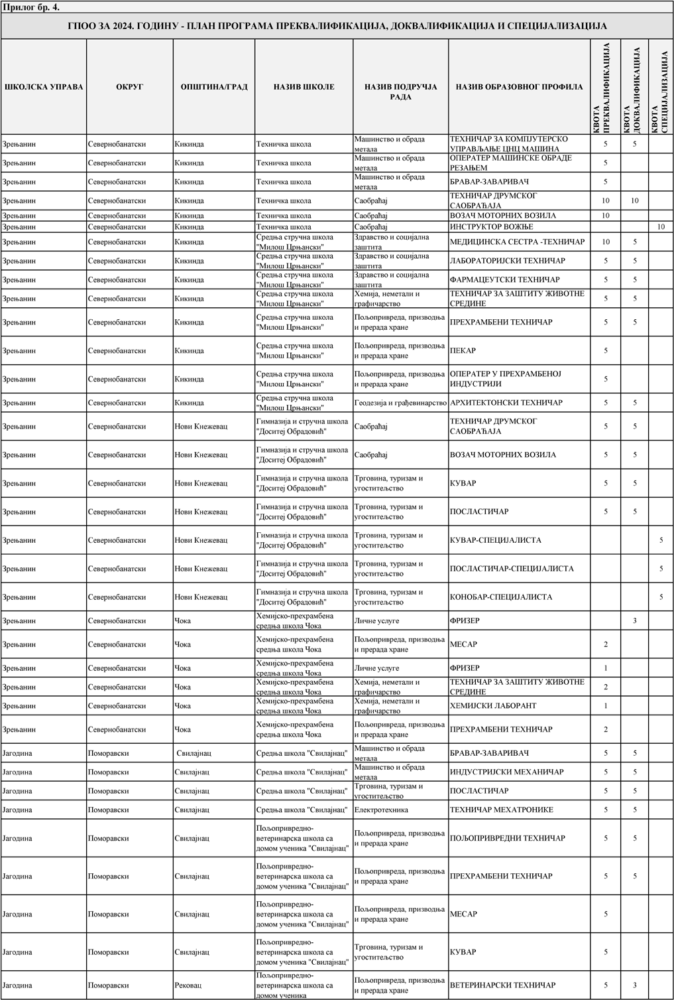 Прилог бр. 4.
ГПОО ЗА 2024. ГОДИНУ - ПЛАН ПРОГРАМА ПРЕКВАЛИФИКАЦИЈА, ДОКВАЛИФИКАЦИЈА И СПЕЦИЈАЛИЗАЦИЈА
ШКОЛСКА УПРАВА ОКРУГ ОПШТИНА/ГРАД НАЗИВ ШКОЛЕ НАЗИВ ПОДРУЧЈА РАДА НАЗИВ ОБРАЗОВНОГ ПРОФИЛА КВОТА ПРЕКВАЛИФИКАЦИЈА КВОТА ДОКВАЛИФИКАЦИЈА КВОТА СПЕЦИЈАЛИЗАЦИЈА
Зрењанин Севернобанатски Кикинда Техничка школа Машинство и обрада метала ТЕХНИЧАР ЗА КОМПЈУТЕРСКО УПРАВЉАЊЕ ЦНЦ МАШИНА 5 5
Зрењанин Севернобанатски Кикинда Техничка школа Машинство и обрада метала ОПЕРАТЕР МАШИНСКЕ ОБРАДЕ РЕЗАЊЕМ 5
Зрењанин Севернобанатски Кикинда Техничка школа Машинство и обрада метала БРАВАР-ЗАВАРИВАЧ 5
Зрењанин Севернобанатски Кикинда Техничка школа Саобраћај ТЕХНИЧАР ДРУМСКОГ САОБРАЋАЈА 10 10
Зрењанин Севернобанатски Кикинда Техничка школа Саобраћај ВОЗАЧ МОТОРНИХ ВОЗИЛА 10
Зрењанин Севернобанатски Кикинда Техничка школа Саобраћај ИНСТРУКТОР ВОЖЊЕ 10
Зрењанин Севернобанатски Кикинда Средња стручна школа "Милош Црњански" Здравство и социјална заштита МЕДИЦИНСКА СЕСТРА -ТЕХНИЧАР 10 5
Зрењанин Севернобанатски Кикинда Средња стручна школа "Милош Црњански" Здравство и социјална заштита ЛАБОРАТОРИЈСКИ ТЕХНИЧАР 5 5
Зрењанин Севернобанатски Кикинда Средња стручна школа "Милош Црњански" Здравство и социјална заштита ФАРМАЦЕУТСКИ ТЕХНИЧАР 5 5
Зрењанин Севернобанатски Кикинда Средња стручна школа "Милош Црњански" Хемија, неметали и графичарство ТЕХНИЧАР ЗА ЗАШТИТУ ЖИВОТНЕ СРЕДИНЕ 5 5
Зрењанин Севернобанатски Кикинда Средња стручна школа "Милош Црњански" Пољопривреда, призводња и прерада хране ПРЕХРАМБЕНИ ТЕХНИЧАР 5 5
Зрењанин Севернобанатски Кикинда Средња стручна школа "Милош Црњански" Пољопривреда, призводња и прерада хране ПЕКАР 5
Зрењанин Севернобанатски Кикинда Средња стручна школа "Милош Црњански" Пољопривреда, призводња и прерада хране ОПЕРАТЕР У ПРЕХРАМБЕНОЈ ИНДУСТРИЈИ 5
Зрењанин Севернобанатски Кикинда Средња стручна школа "Милош Црњански" Геодезија и грађевинарство АРХИТЕКТОНСКИ ТЕХНИЧАР 5 5
Зрењанин Севернобанатски Нови Кнежевац Гимназија и стручна школа "Доситеј Обрадовић" Саобраћај ТЕХНИЧАР ДРУМСКОГ САОБРАЋАЈА 5 5
Зрењанин Севернобанатски Нови Кнежевац Гимназија и стручна школа "Доситеј Обрадовић" Саобраћај ВОЗАЧ МОТОРНИХ ВОЗИЛА 5 5
Зрењанин Севернобанатски Нови Кнежевац Гимназија и стручна школа "Доситеј Обрадовић" Трговина, туризам и угоститељство КУВАР 5 5
Зрењанин Севернобанатски Нови Кнежевац Гимназија и стручна школа "Доситеј Обрадовић" Трговина, туризам и угоститељство ПОСЛАСТИЧАР 5 5
Зрењанин Севернобанатски Нови Кнежевац Гимназија и стручна школа "Доситеј Обрадовић" Трговина, туризам и угоститељство КУВАР-СПЕЦИЈАЛИСТА 5
Зрењанин Севернобанатски Нови Кнежевац Гимназија и стручна школа "Доситеј Обрадовић" Трговина, туризам и угоститељство ПОСЛАСТИЧАР-СПЕЦИЈАЛИСТА 5
Зрењанин Севернобанатски Нови Кнежевац Гимназија и стручна школа "Доситеј Обрадовић" Трговина, туризам и угоститељство КОНОБАР-СПЕЦИЈАЛИСТА 5
Зрењанин Севернобанатски Чока Хемијско-прехрамбена средња школа Чока Личне услуге ФРИЗЕР 3
Зрењанин Севернобанатски Чока Хемијско-прехрамбена средња школа Чока Пољопривреда, призводња и прерада хране МЕСАР 2
Зрењанин Севернобанатски Чока Хемијско-прехрамбена средња школа Чока Личне услуге ФРИЗЕР 1
Зрењанин Севернобанатски Чока Хемијско-прехрамбена средња школа Чока Хемија, неметали и графичарство ТЕХНИЧАР ЗА ЗАШТИТУ ЖИВОТНЕ СРЕДИНЕ 2
Зрењанин Севернобанатски Чока Хемијско-прехрамбена средња школа Чока Хемија, неметали и графичарство ХЕМИЈСКИ ЛАБОРАНТ 1
Зрењанин Севернобанатски Чока Хемијско-прехрамбена средња школа Чока Пољопривреда, призводња и прерада хране ПРЕХРАМБЕНИ ТЕХНИЧАР 2
Јагодина Поморавски Свилајнац Средња школа "Свилајнац" Машинство и обрада метала БРАВАР-ЗАВАРИВАЧ 5 5
Јагодина Поморавски Свилајнац Средња школа "Свилајнац" Машинство и обрада метала ИНДУСТРИЈСКИ МЕХАНИЧАР 5 5
Јагодина Поморавски Свилајнац Средња школа "Свилајнац" Трговина, туризам и угоститељство ПОСЛАСТИЧАР 5 5
Јагодина Поморавски Свилајнац Средња школа "Свилајнац" Електротехника ТЕХНИЧАР МЕХАТРОНИКЕ 5 5
Јагодина Поморавски Свилајнац Пољопривредно-ветеринарска школа са домом ученика "Свилајнац" Пољопривреда, призводња и прерада хране ПОЉОПРИВРЕДНИ ТЕХНИЧАР 5 5
Јагодина Поморавски Свилајнац Пољопривредно-ветеринарска школа са домом ученика "Свилајнац" Пољопривреда, призводња и прерада хране ПРЕХРАМБЕНИ ТЕХНИЧАР 5 5
Јагодина Поморавски Свилајнац Пољопривредно-ветеринарска школа са домом ученика "Свилајнац" Пољопривреда, призводња и прерада хране МЕСАР 5
Јагодина Поморавски Свилајнац Пољопривредно-ветеринарска школа са домом ученика "Свилајнац" Трговина, туризам и угоститељство КУВАР 5
Јагодина Поморавски Рековац Пољопривредно-ветеринарска школа са домом ученика Пољопривреда, призводња и прерада хране ВЕТЕРИНАРСКИ ТЕХНИЧАР 5 3